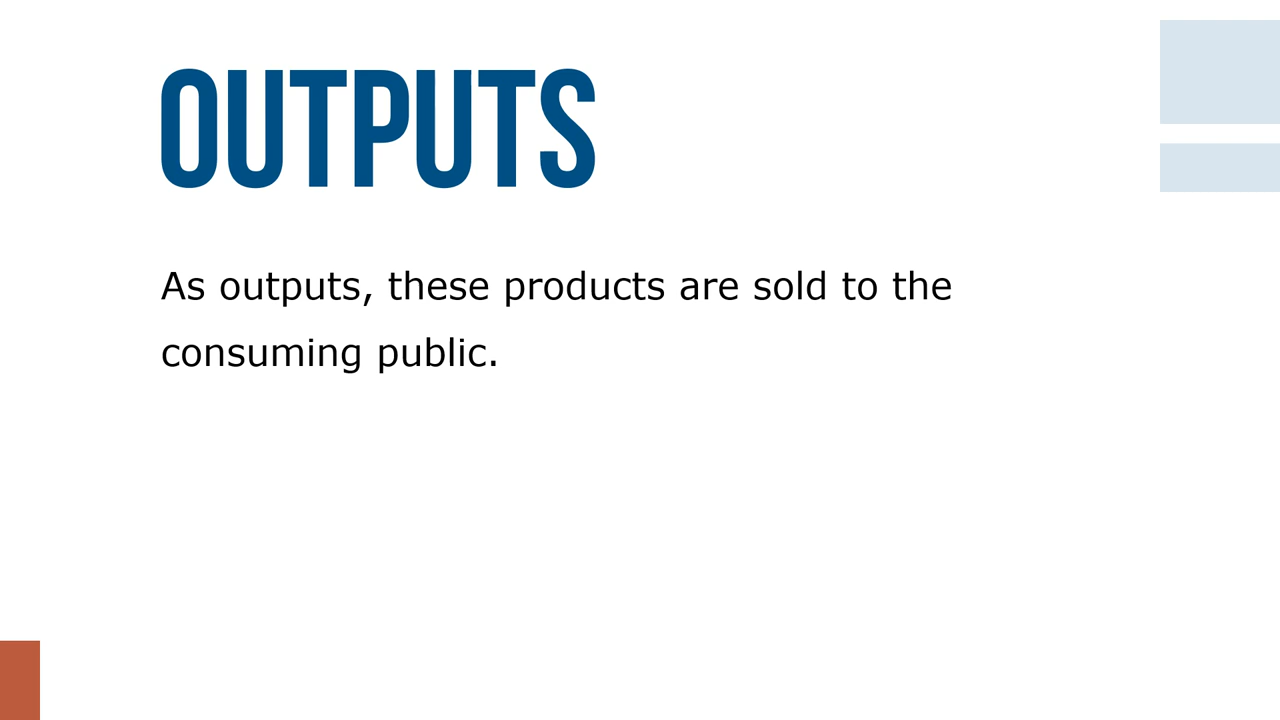 OUTPUTS
As outputs, these products are sold to the
consuming public.